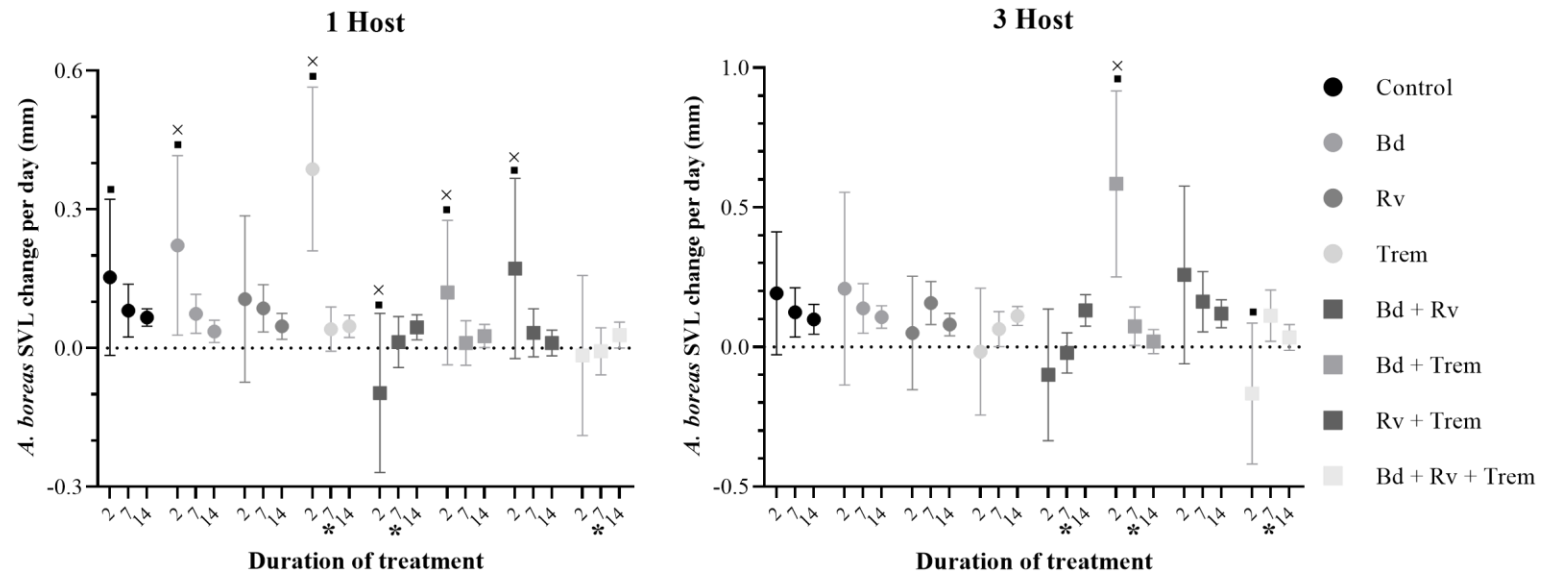 1 Host
3 Host
A. boreas SVL change per day (mm)
0.6
0.3
0.0
-0.3
2 7 14 2 7 14 2 7 14 2 7 14 2 7 14 2 7 14 2 7 14 2 7 14
* * *
Duration of treatment
A. boreas SVL change per day (mm)
1.0
0.5
0.0
-0.5
2 7 14 2 7 14 2 7 14 2 7 14 2 7 14 2 7 14 2 7 14 2 7 14
* * *
Duration of treatment
Control
Bd
Rv
Trem
Bd + Rv
Bd + Trem
Rv + Trem
Bd + Rv + Trem